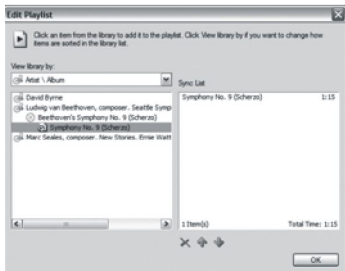 Edit Playlist
Click an item from the library to add it to the playlist. Click View library by if you want to change how
items are sorted in the library list.
View library by:
Artist \ Album
Sync List
David Byrne
Ludwig van Beethoven, composer. Seattle Symp
Beethoven's Symphony No. 9 (Scherzo)
Symphony No. 9 (Scherzo)
Marc Seales, composer. New Stories. Ernie Watt
Symphony No. 9 (Scherzo) 1:15
1 Item(s) Total Time: 1:15
OK